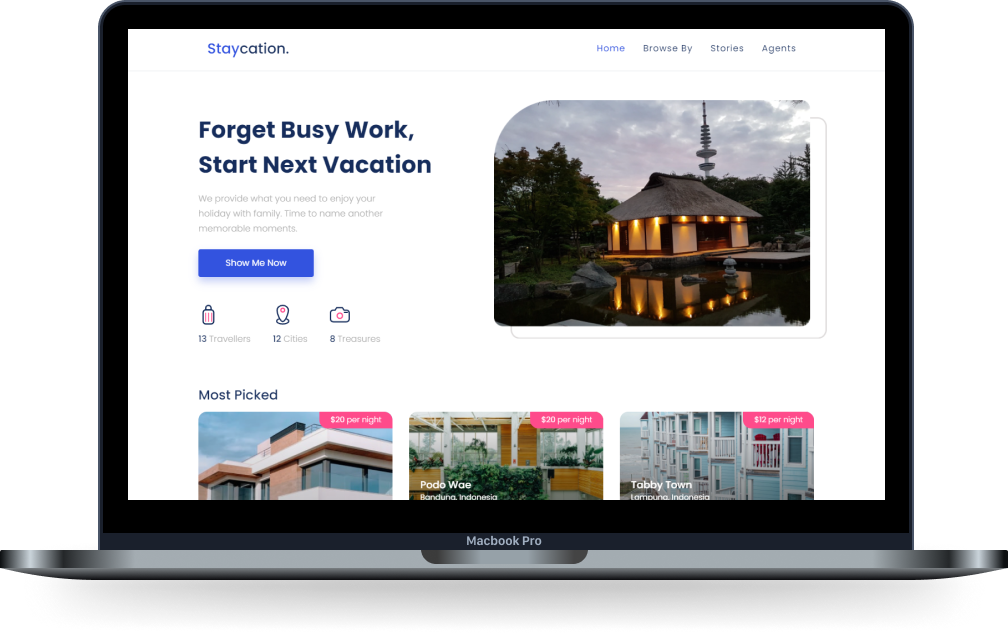 Staycation.
Home Browse By Stories Agents
Forget Busy Work,
Start Next Vacation
We provide what you need to enjoy your
holiday with family. Time to name another
memorable moments.
Show Me Now
13 Travellers 12 Cities 8 Treasures
Most Picked
$20 per night
$20 per night
$12 per night
Podo Wae
Bandung, Indonesia
Tabby Town
Lampung, Indonesia
Macbook Pro